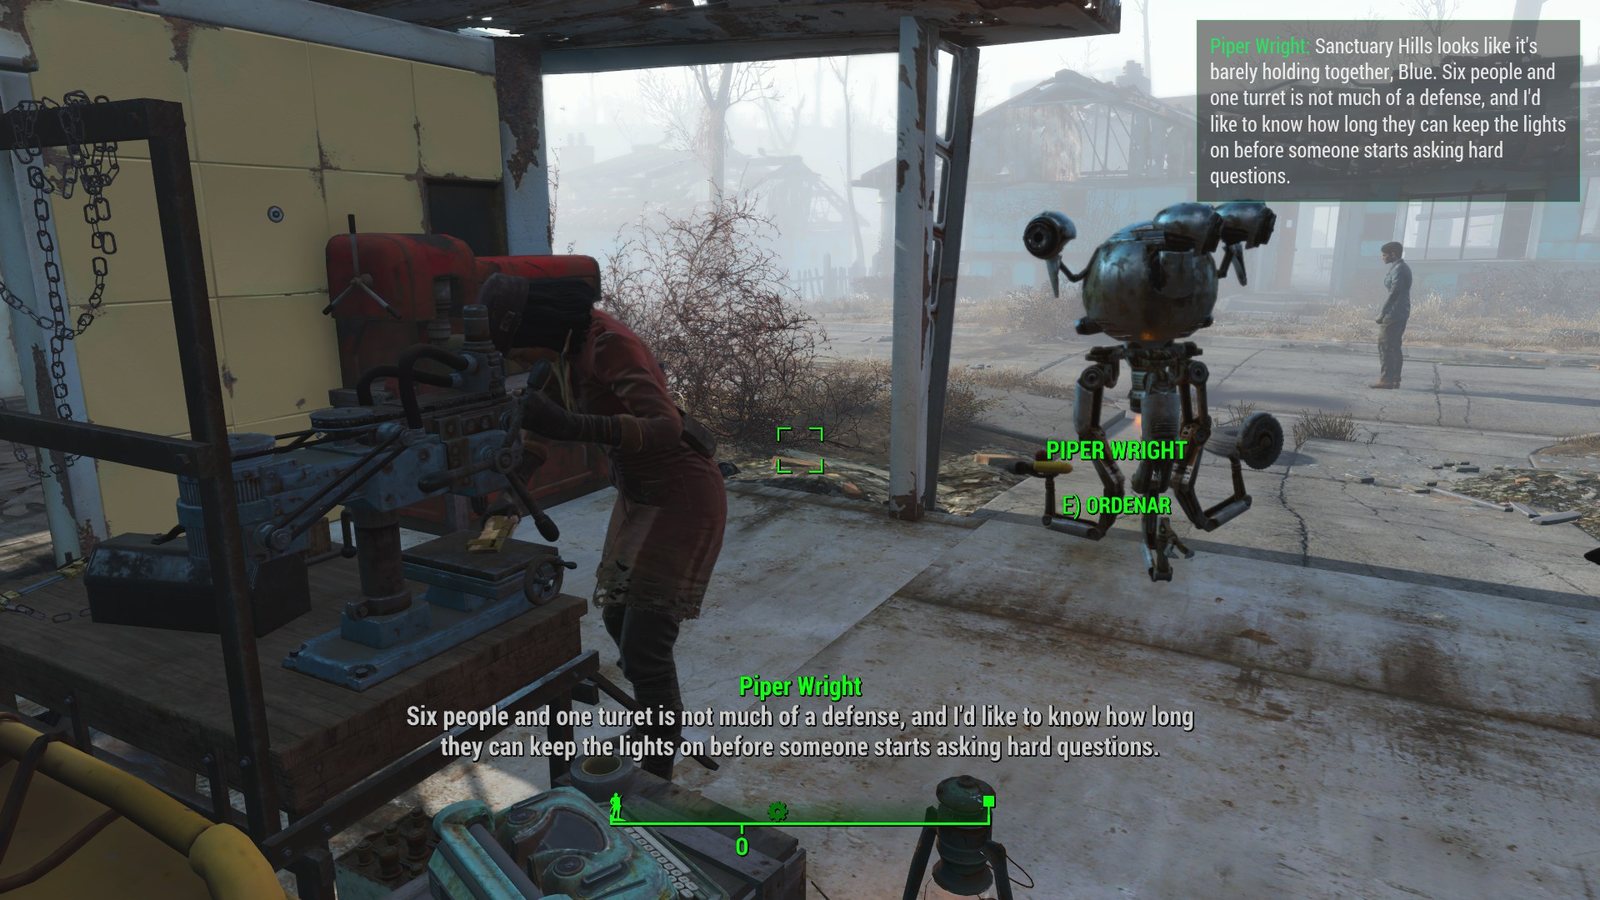 Piper Wright: Sanctuary Hills looks like it's
barely holding together, Blue. Six people and
one turret is not much of a defense, and I'd
like to know how long they can keep the lights
on before someone starts asking hard
questions.
PIPER WRIGHT
E) ORDENAR
Piper Wright
Six people and one turret is not much of a defense, and I'd like to know how long
they can keep the lights on before someone starts asking hard questions.
0